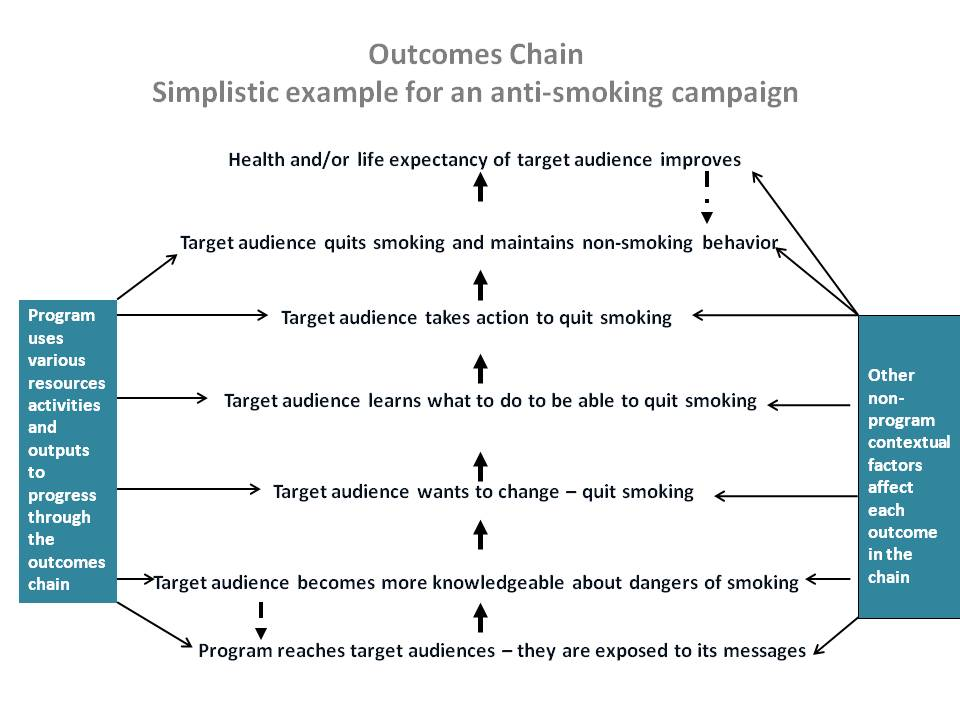 Outcomes Chain
Simplistic example for an anti-smoking campaign
Health and/or life expectancy of target audience improves
Target audience quits smoking and maintains non-smoking behavior
Target audience takes action to quit smoking
Target audience learns what to do to be able to quit smoking
Target audience wants to change – quit smoking
Target audience becomes more knowledgeable about dangers of smoking
Program reaches target audiences – they are exposed to its messages
Program
uses
various
resources
activities
and
outputs
to
progress
through
the
outcomes
chain
Other
non-
program
contextual
factors
affect
each
outcome
in the
chain